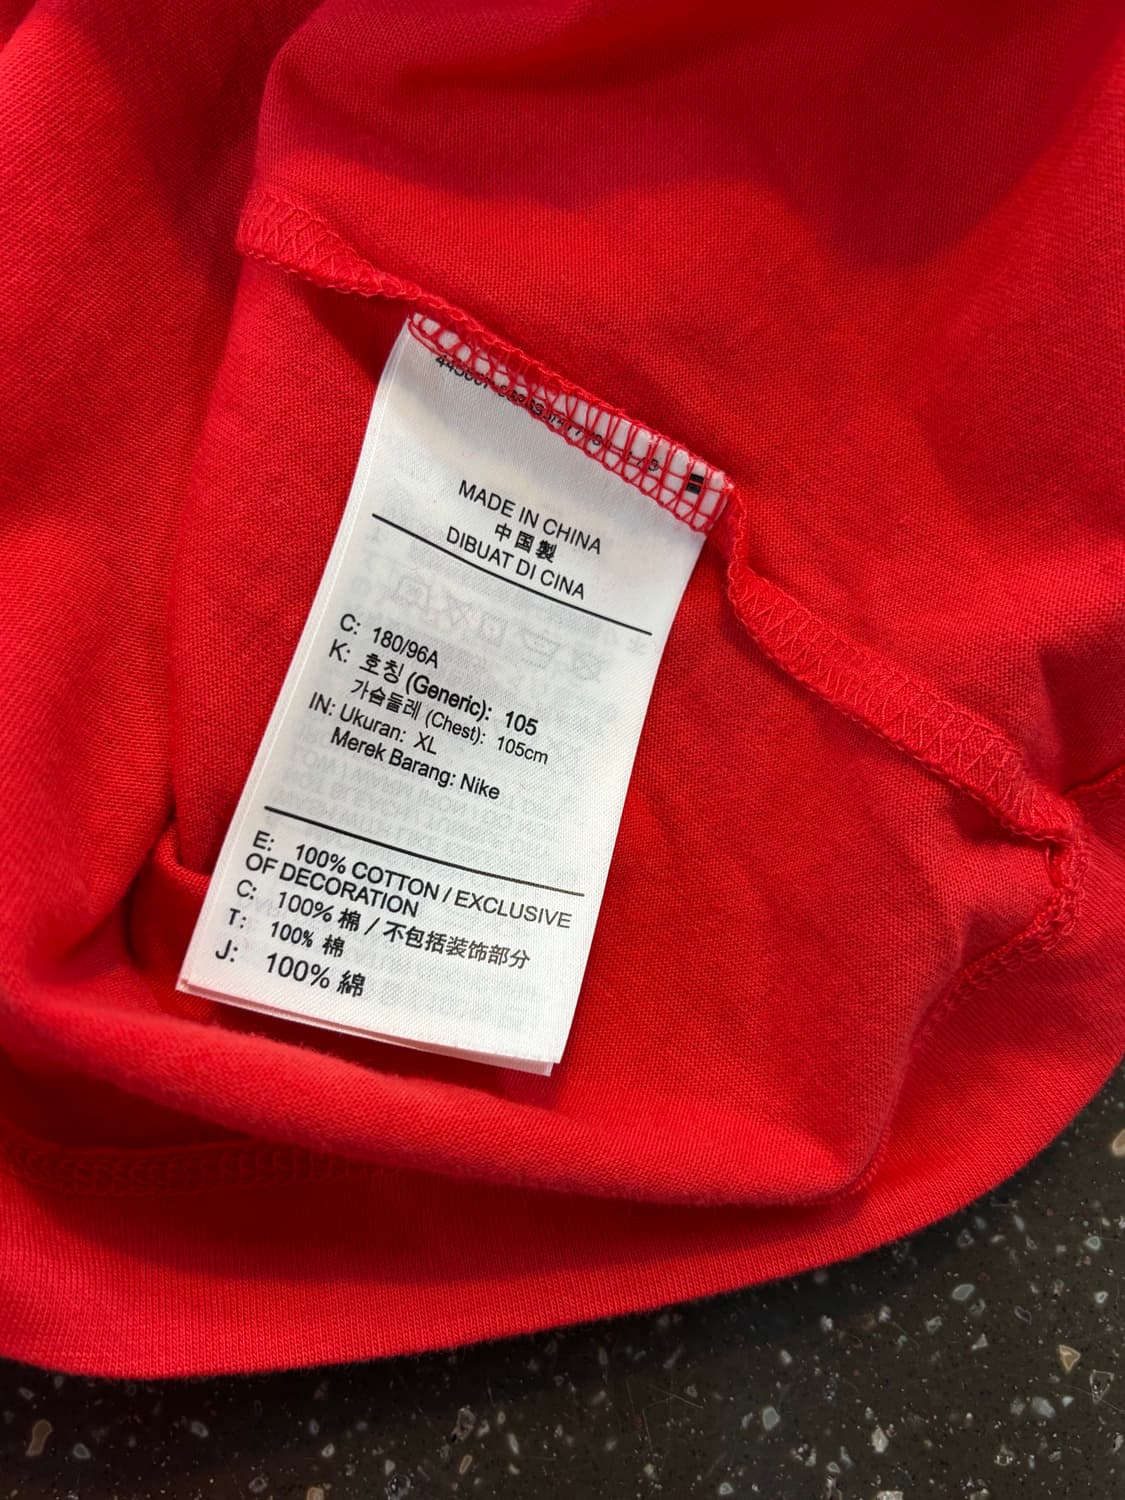 MADE IN CHINA
中国製
DIBUAT DI CINA
C: 180/96A
K: 호칭 (Generic): 105
가슴둘레 (Chest): 105cm
IN: Ukuran: XL
Merek Barang: Nike
E: 100% COTTON / EXCLUSIVE
OF DECORATION
C: 100% 棉 / 不包括装饰部分
T: 100% 棉
J: 100% 綿